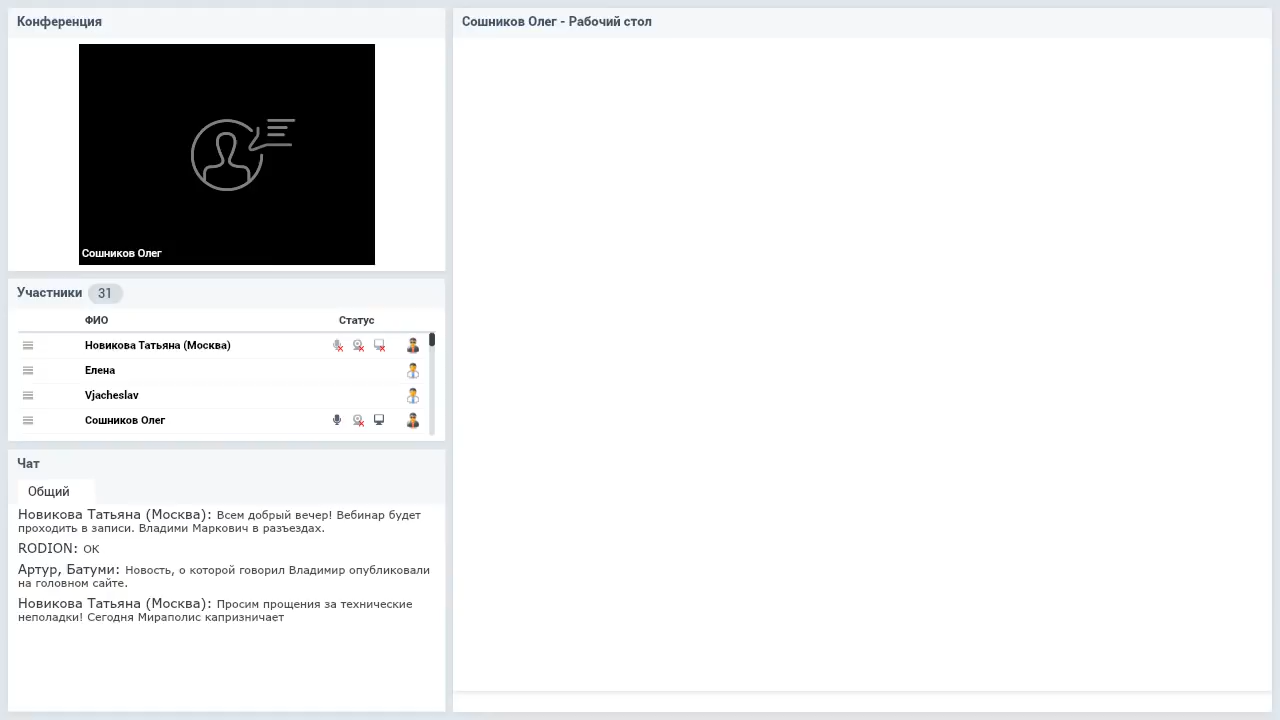 Конференция
Сошников Олег
Участники 31
ФИО Статус
Новикова Татьяна (Москва)
Елена
Vjacheslav
Сошников Олег
Чат
Общий
Новикова Татьяна (Москва): Всем добрый вечер! Вебинар будет
проходить в записи. Владими Маркович в разъездах.
RODION: ОК
Артур, Батуми: Новость, о которой говорил Владимир опубликовали
на головном сайте.
Новикова Татьяна (Москва): Просим прощения за технические
неполадки! Сегодня Мираполис капризничает
Сошников Олег - Рабочий стол